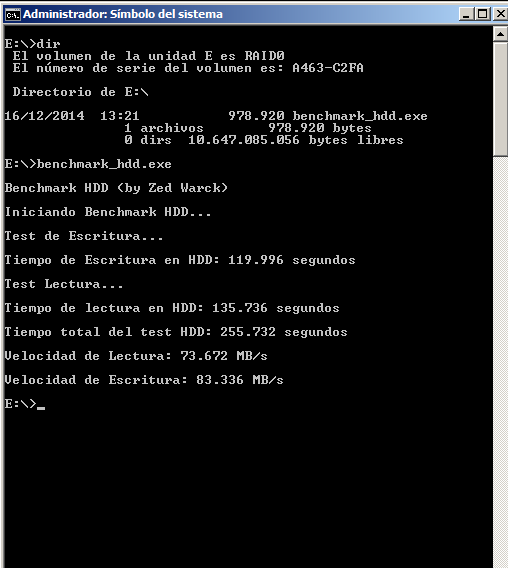 Administrador: Símbolo del sistema
E:\>dir
El volumen de la unidad E es RAID0
El número de serie del volumen es: A463-C2FA
Directorio de E:\
16/12/2014  13:21           978.920 benchmark_hdd.exe
1 archivos        978.920 bytes
0 dirs  10.647.085.056 bytes libres
E:\>benchmark_hdd.exe
Benchmark HDD (by Zed Warck)
Iniciando Benchmark HDD...
Test de Escritura...
Tiempo de Escritura en HDD: 119.996 segundos
Test Lectura...
Tiempo de lectura en HDD: 135.736 segundos
Tiempo total del test HDD: 255.732 segundos
Velocidad de Lectura: 73.672 MB/s
Velocidad de Escritura: 83.336 MB/s
E:\>_